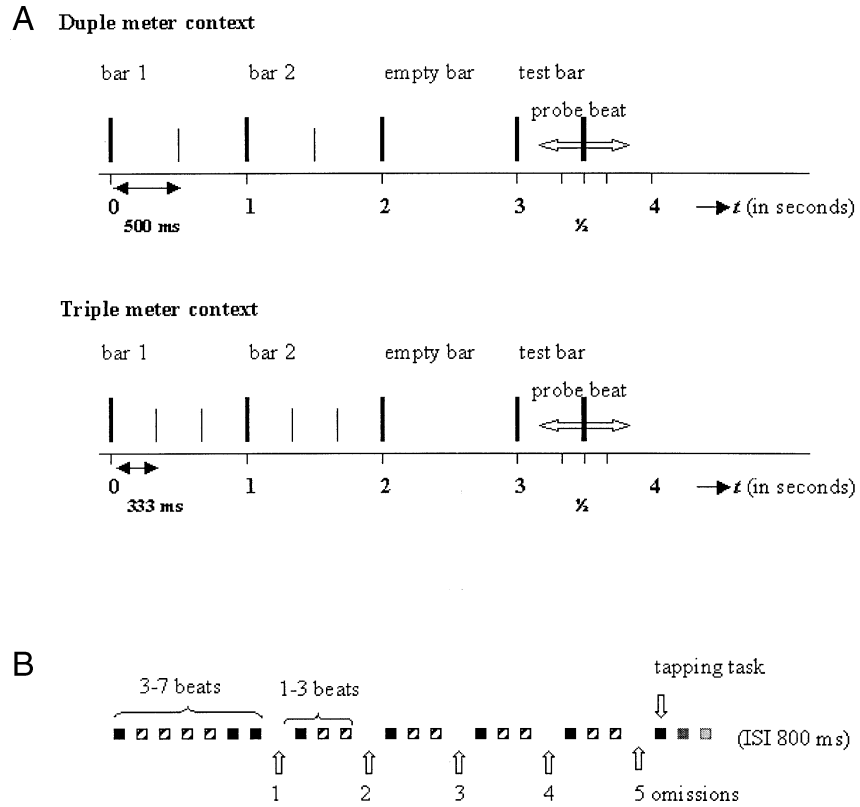 A Duple meter context
bar 1 bar 2 empty bar test bar
probe beat
0 1 2 3 4 t (in seconds)
500 ms ½
Triple meter context
bar 1 bar 2 empty bar test bar
probe beat
0 1 2 3 4 t (in seconds)
333 ms ½
B
tapping task
3-7 beats 1-3 beats
(ISI 800 ms)
1 2 3 4 5 omissions